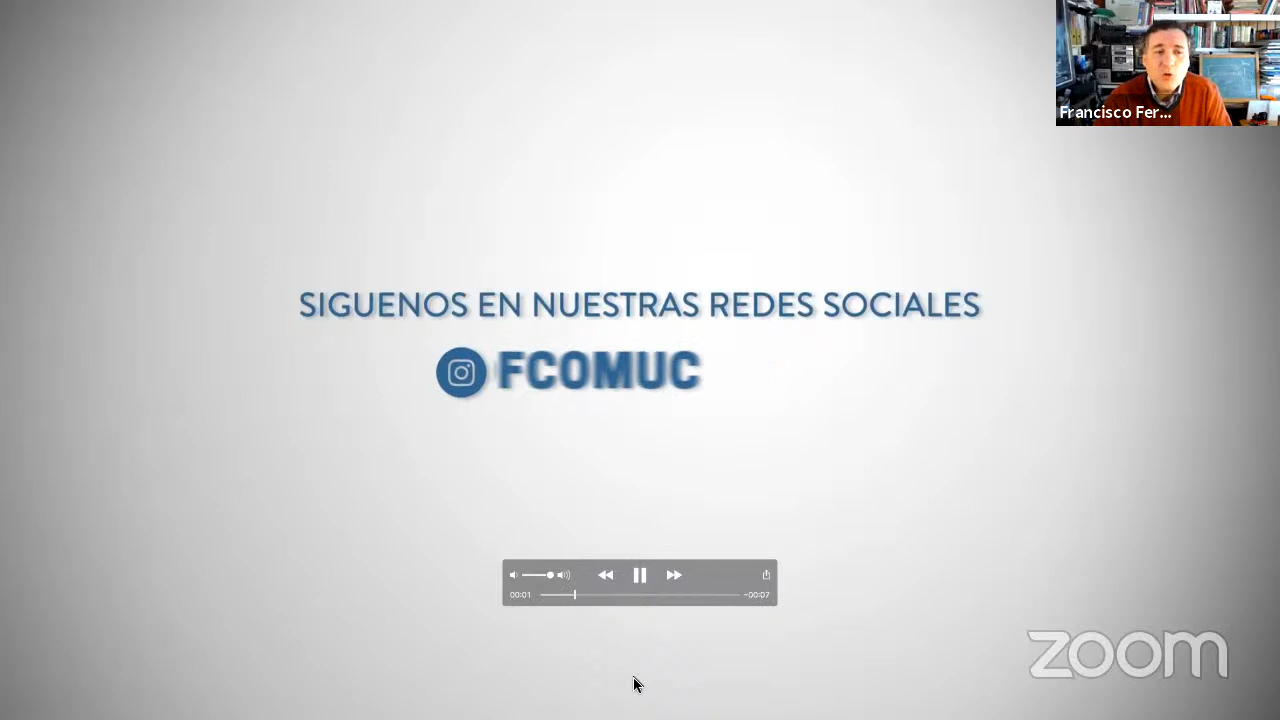 Francisco Fer...
SIGUENOS EN NUESTRAS REDES SOCIALES
FCOMUC
00:01
-00:07
zoom